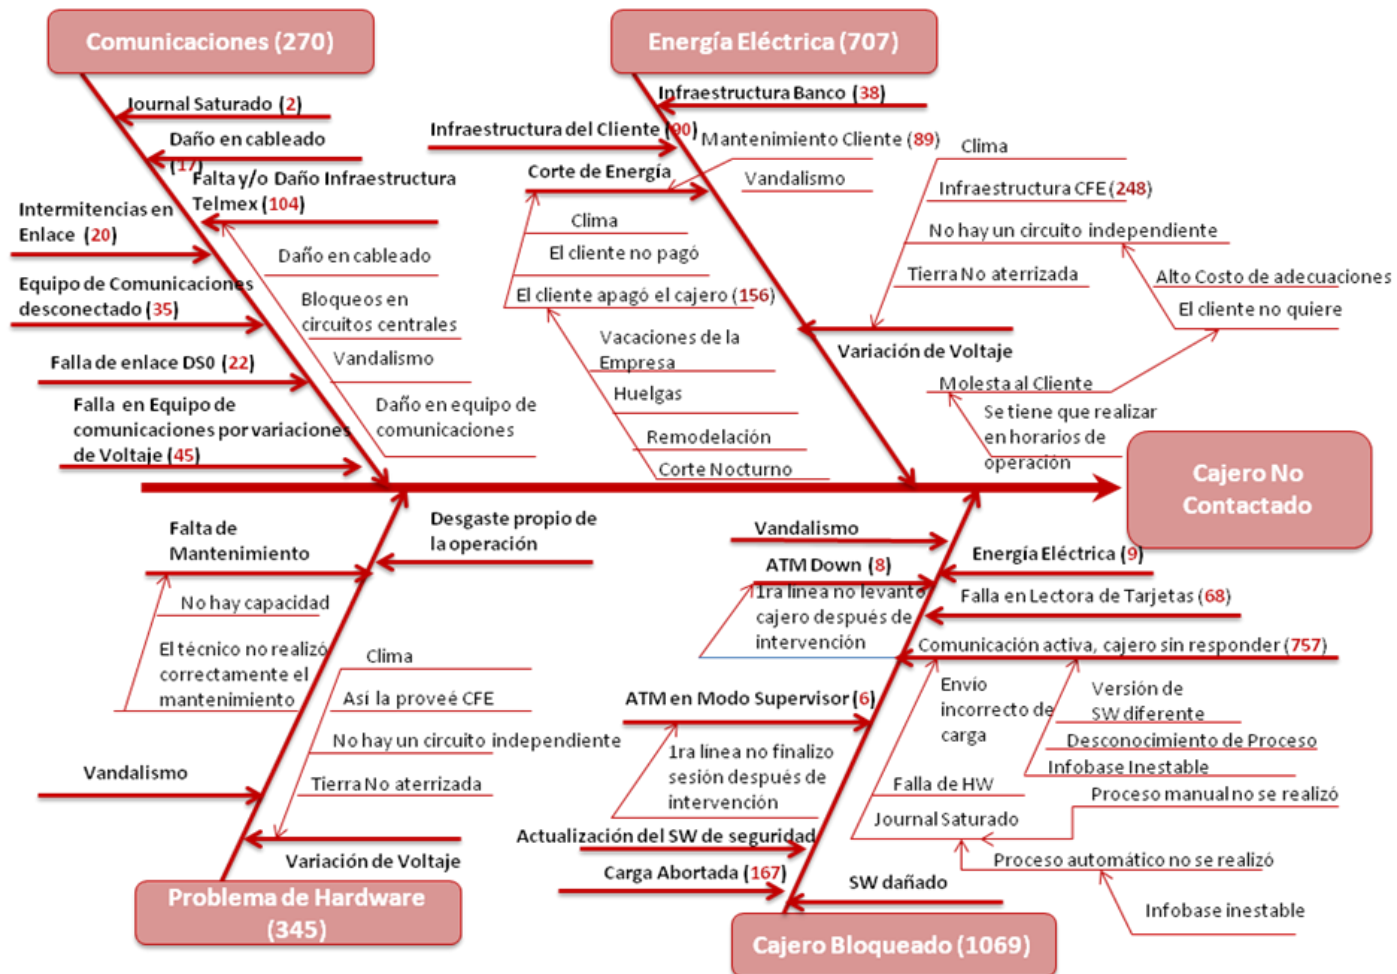 Comunicaciones (270)
Energía Eléctrica (707)
Journal Saturado (2)
Daño en cableado
(17)
Falta y/o Daño Infraestructura
Telmex (104)
Intermitencias en
Enlace (20)
Daño en cableado
Equipo de Comunicaciones
desconectado (35)
Bloqueos en
circuitos centrales
Vandalismo
Falla de enlace DS0 (22)
Daño en equipo de
comunicaciones
Falla en Equipo de
comunicaciones por variaciones
de Voltaje (45)
Infraestructura Banco (38)
Infraestructura del Cliente (90)
Mantenimiento Cliente (89)
Corte de Energía
Vandalismo
Clima
El cliente no pagó
El cliente apagó el cajero (156)
Vacaciones de la
Empresa
Huelgas
Remodelación
Corte Nocturno
Clima
Infraestructura CFE (248)
No hay un circuito independiente
Tierra No aterrizada
Alto Costo de adecuaciones
El cliente no quiere
Variación de Voltaje
Molesta al Cliente
Se tiene que realizar
en horarios de
operación
Cajero No
Contactado
Falta de
Mantenimiento
Desgaste propio de
la operación
No hay capacidad
El técnico no realizó
correctamente el
mantenimiento
Clima
Así la proveé CFE
No hay un circuito independiente
Tierra No aterrizada
Vandalismo
Variación de Voltaje
Problema de Hardware
(345)
Vandalismo
ATM Down (8)
1ra línea no levanto
cajero después de
intervención
Energía Eléctrica (9)
Falla en Lectora de Tarjetas (68)
Comunicación activa, cajero sin responder (757)
ATM en Modo Supervisor (6)
1ra línea no finalizo
sesión después de
intervención
Envío
incorrecto de
carga
Versión de
SW diferente
Desconocimiento de Proceso
Infobase Inestable
Falla de HW
Proceso manual no se realizó
Journal Saturado
Proceso automático no se realizó
Infobase inestable
Actualización del SW de seguridad
Carga Abortada (167)
SW dañado
Cajero Bloqueado (1069)